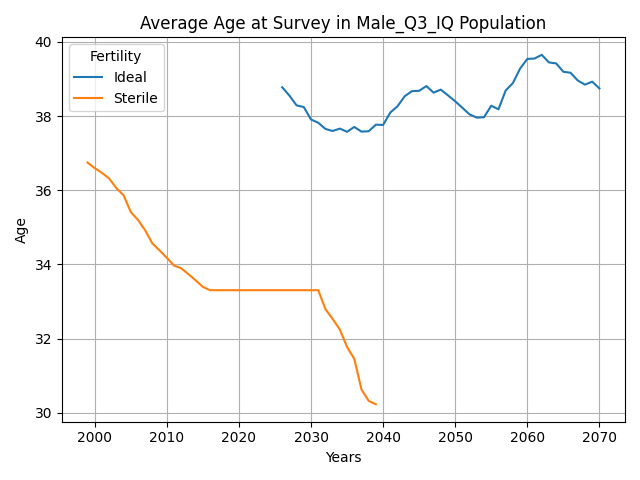 Average Age at Survey in Male_Q3_IQ Population
Fertility
Ideal
Sterile
Age
40
38
36
34
32
30
2000 2010 2020 2030 2040 2050 2060 2070
Years